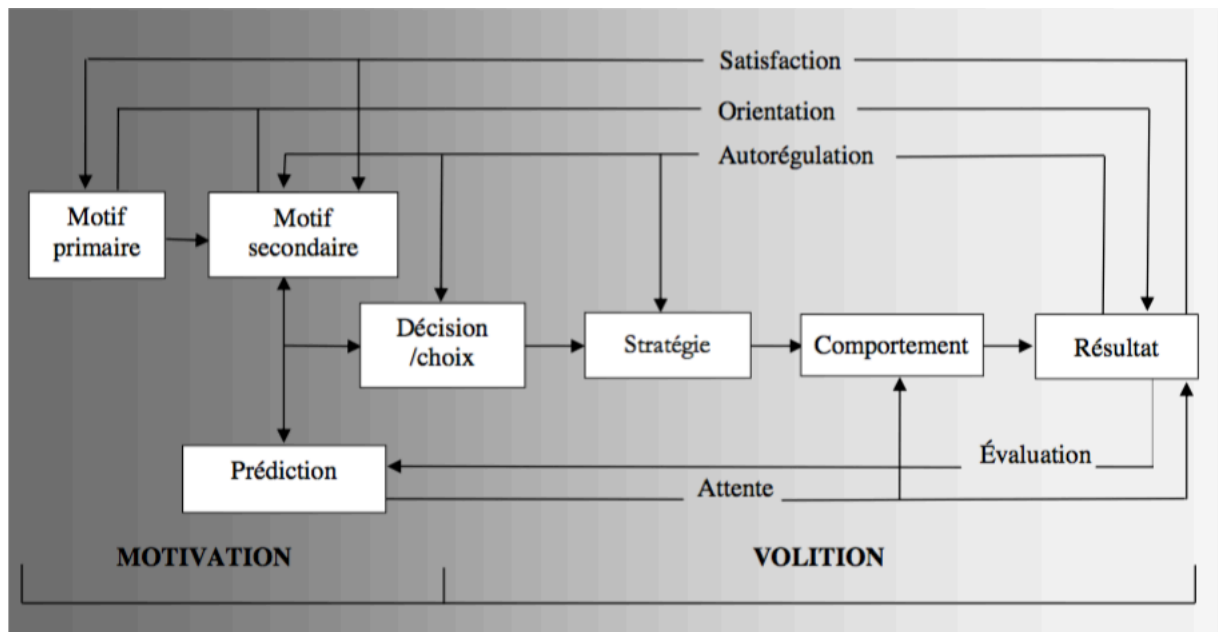 Satisfaction
Orientation
Autorégulation
Motif
primaire
Motif
secondaire
Décision
/choix
Stratégie
Comportement
Résultat
Prédiction
Évaluation
Attente
MOTIVATION
VOLITION